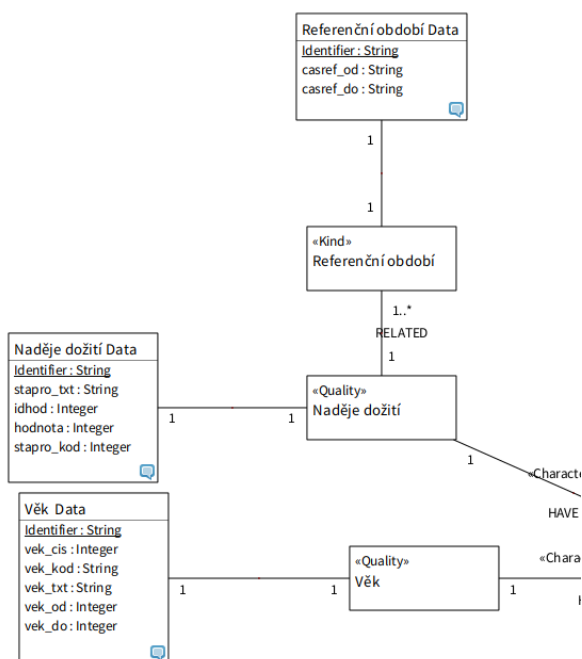 Referenční období Data
Identifier : String
casref_od : String
casref_do : String
1
1
«Kind»
Referenční období
1..*
RELATED
1
Naděje dožití Data
Identifier : String
stapro_txt : String
idhod : Integer
hodnota : Integer
stapro_kod : Integer
1
1
«Quality»
Naděje dožití
1
«Characte
HAVE
Věk Data
Identifier : String
vek_cis : Integer
vek_kod : String
vek_txt : String
vek_od : Integer
vek_do : Integer
1
1
«Quality»
Věk
1
«Charac
H